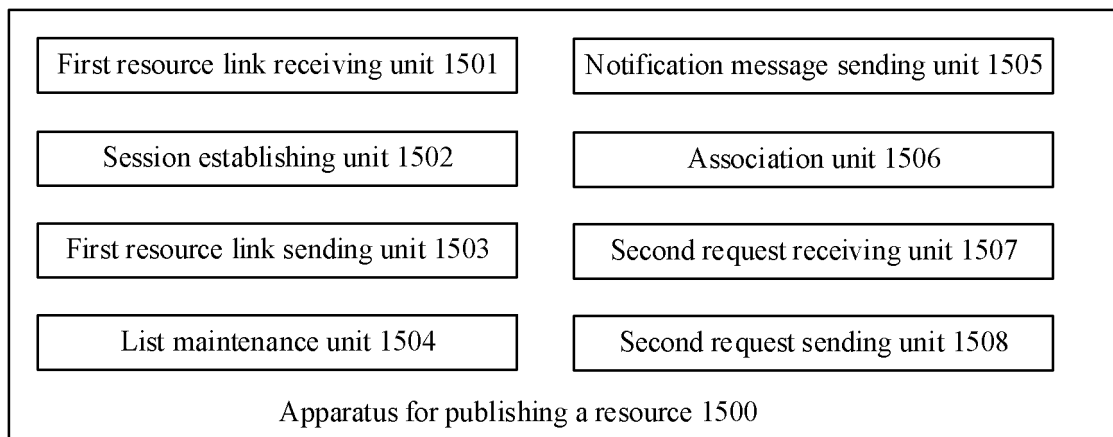 First resource link receiving unit 1501
Session establishing unit 1502
First resource link sending unit 1503
List maintenance unit 1504
Notification message sending unit 1505
Association unit 1506
Second request receiving unit 1507
Second request sending unit 1508
Apparatus for publishing a resource 1500